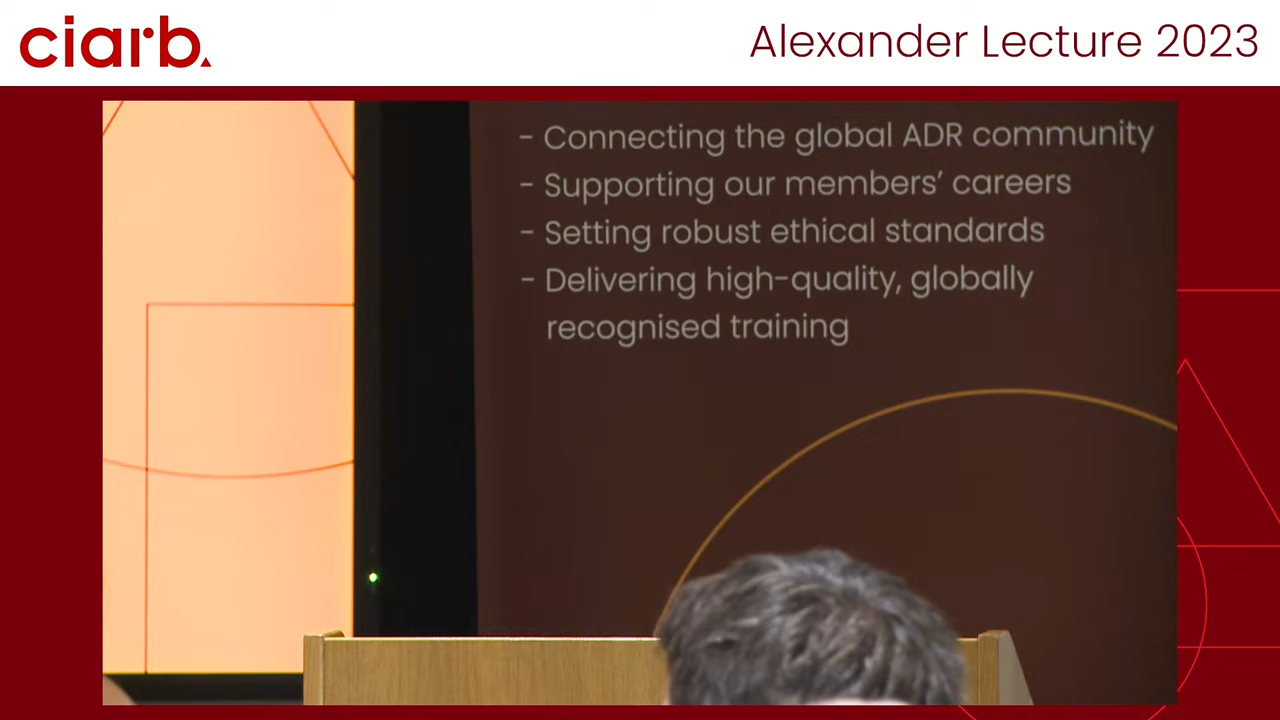 ciarb.
Alexander Lecture 2023
- Connecting the global ADR community
- Supporting our members’ careers
- Setting robust ethical standards
- Delivering high-quality, globally
recognised training